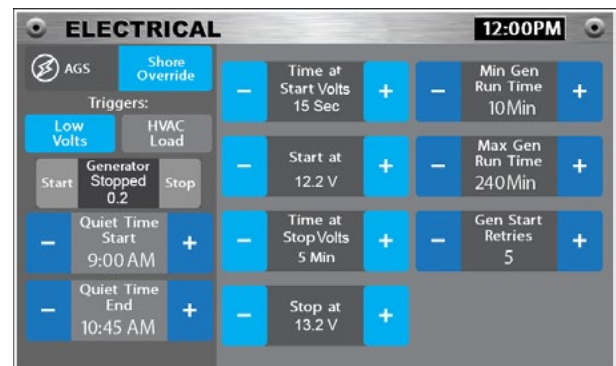 ELECTRICAL
12:00PM
AGS
Shore
Override
Triggers:
Low
Volts
HVAC
Load
Start
Generator
Stopped
0.2
Stop
− Quiet Time
Start
9:00 AM +
− Quiet Time
End
10:45 AM +
− Time at
Start Volts
15 Sec +
− Start at
12.2 V +
− Time at
Stop Volts
5 Min +
− Stop at
13.2 V +
− Min Gen
Run Time
10Min +
− Max Gen
Run Time
240Min +
− Gen Start
Retries
5 +